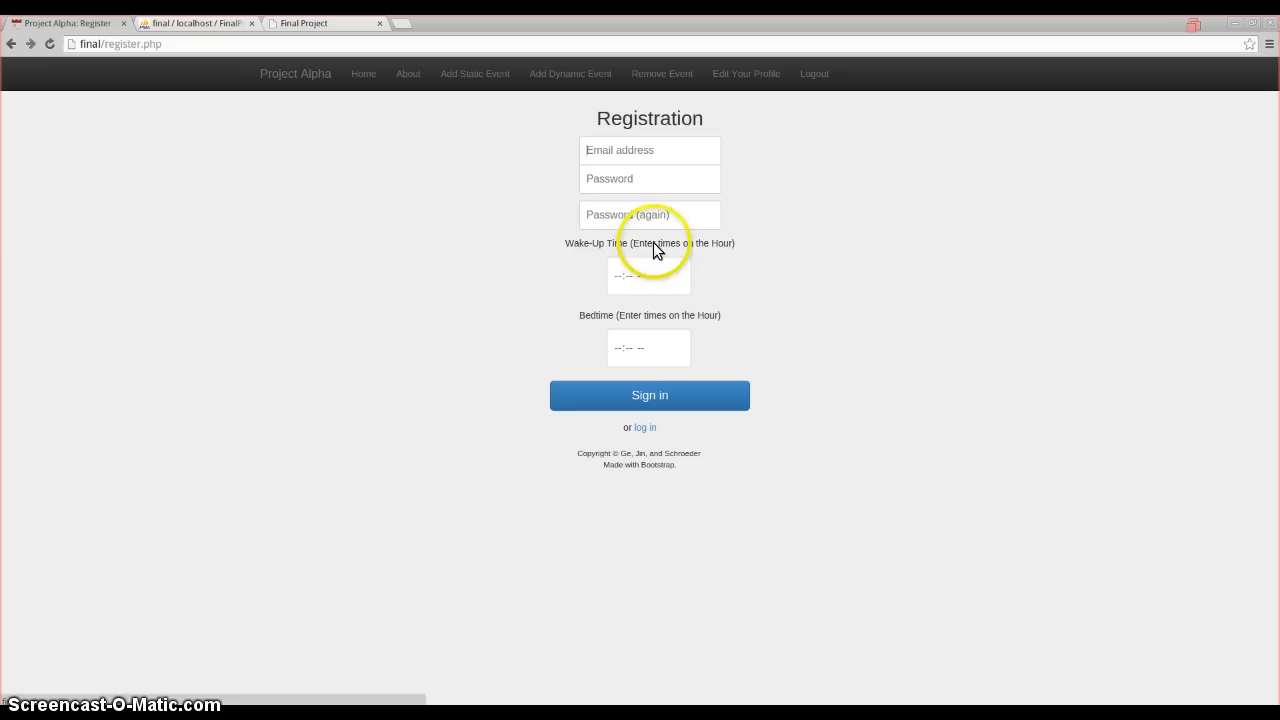 Project Alpha: Register × final / localhost / FinalP × Final Project ×
final/register.php
Project Alpha Home About Add Static Event Add Dynamic Event Remove Event Edit Your Profile Logout
Registration
Email address
Password
Password (again)
Wake-Up Time (Enter times on the Hour)
--:-- --
Bedtime (Enter times on the Hour)
--:-- --
Sign in
or log in
Copyright © Ge, Jin, and Schroeder
Made with Bootstrap.
Screencast-O-Matic.com